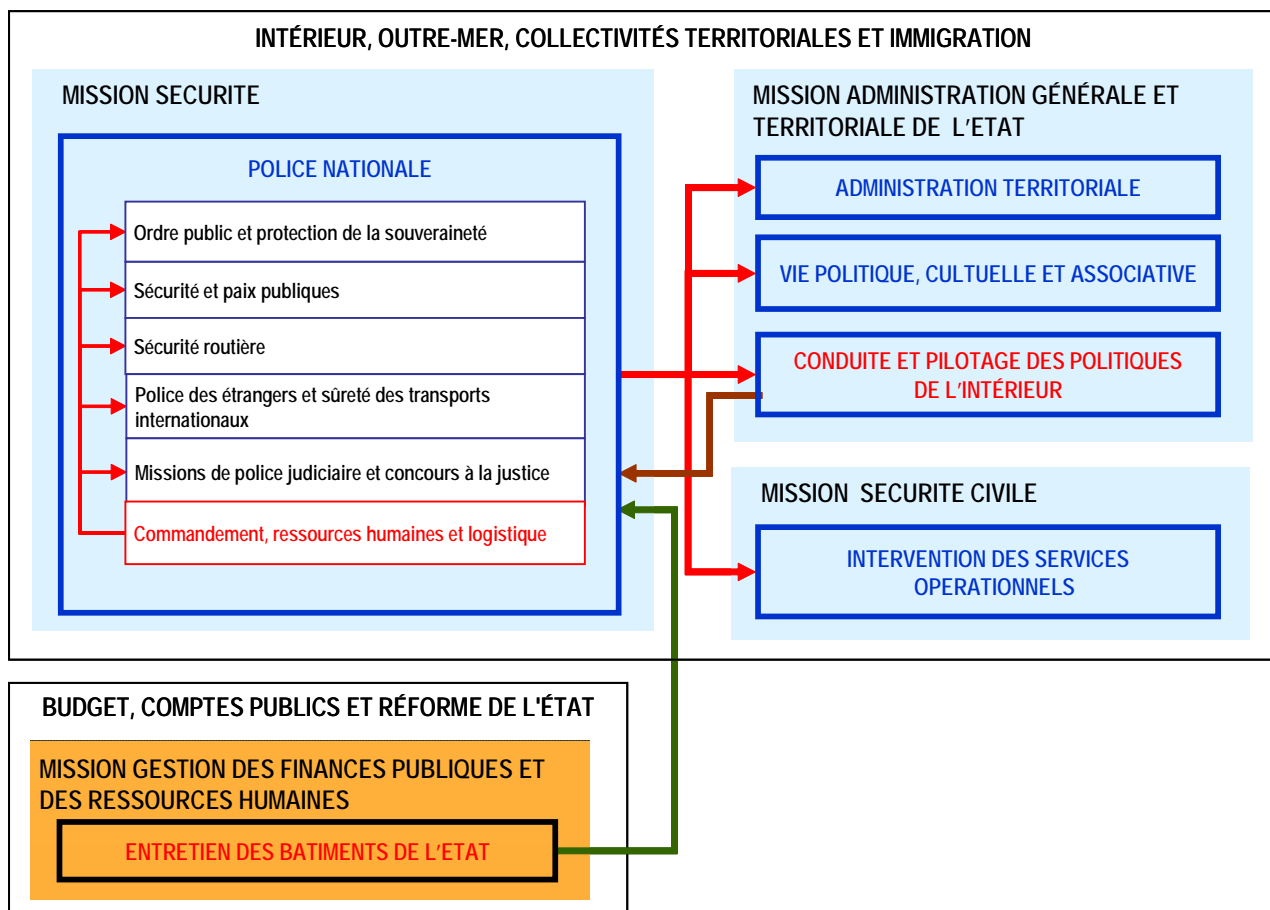 INTÉRIEUR, OUTRE-MER, COLLECTIVITÉS TERRITORIALES ET IMMIGRATION
MISSION SECURITE
POLICE NATIONALE
Ordre public et protection de la souveraineté
Sécurité et paix publiques
Sécurité routière
Police des étrangers et sûreté des transports
internationaux
Missions de police judiciaire et concours à la justice
Commandement, ressources humaines et logistique
MISSION ADMINISTRATION GÉNÉRALE ET
TERRITORIALE DE L'ETAT
ADMINISTRATION TERRITORIALE
VIE POLITIQUE, CULTUELLE ET ASSOCIATIVE
CONDUITE ET PILOTAGE DES POLITIQUES
DE L'INTÉRIEUR
MISSION SECURITE CIVILE
INTERVENTION DES SERVICES
OPERATIONNELS
BUDGET, COMPTES PUBLICS ET RÉFORME DE L'ÉTAT
MISSION GESTION DES FINANCES PUBLIQUES ET
DES RESSOURCES HUMAINES
ENTRETIEN DES BATIMENTS DE L'ETAT